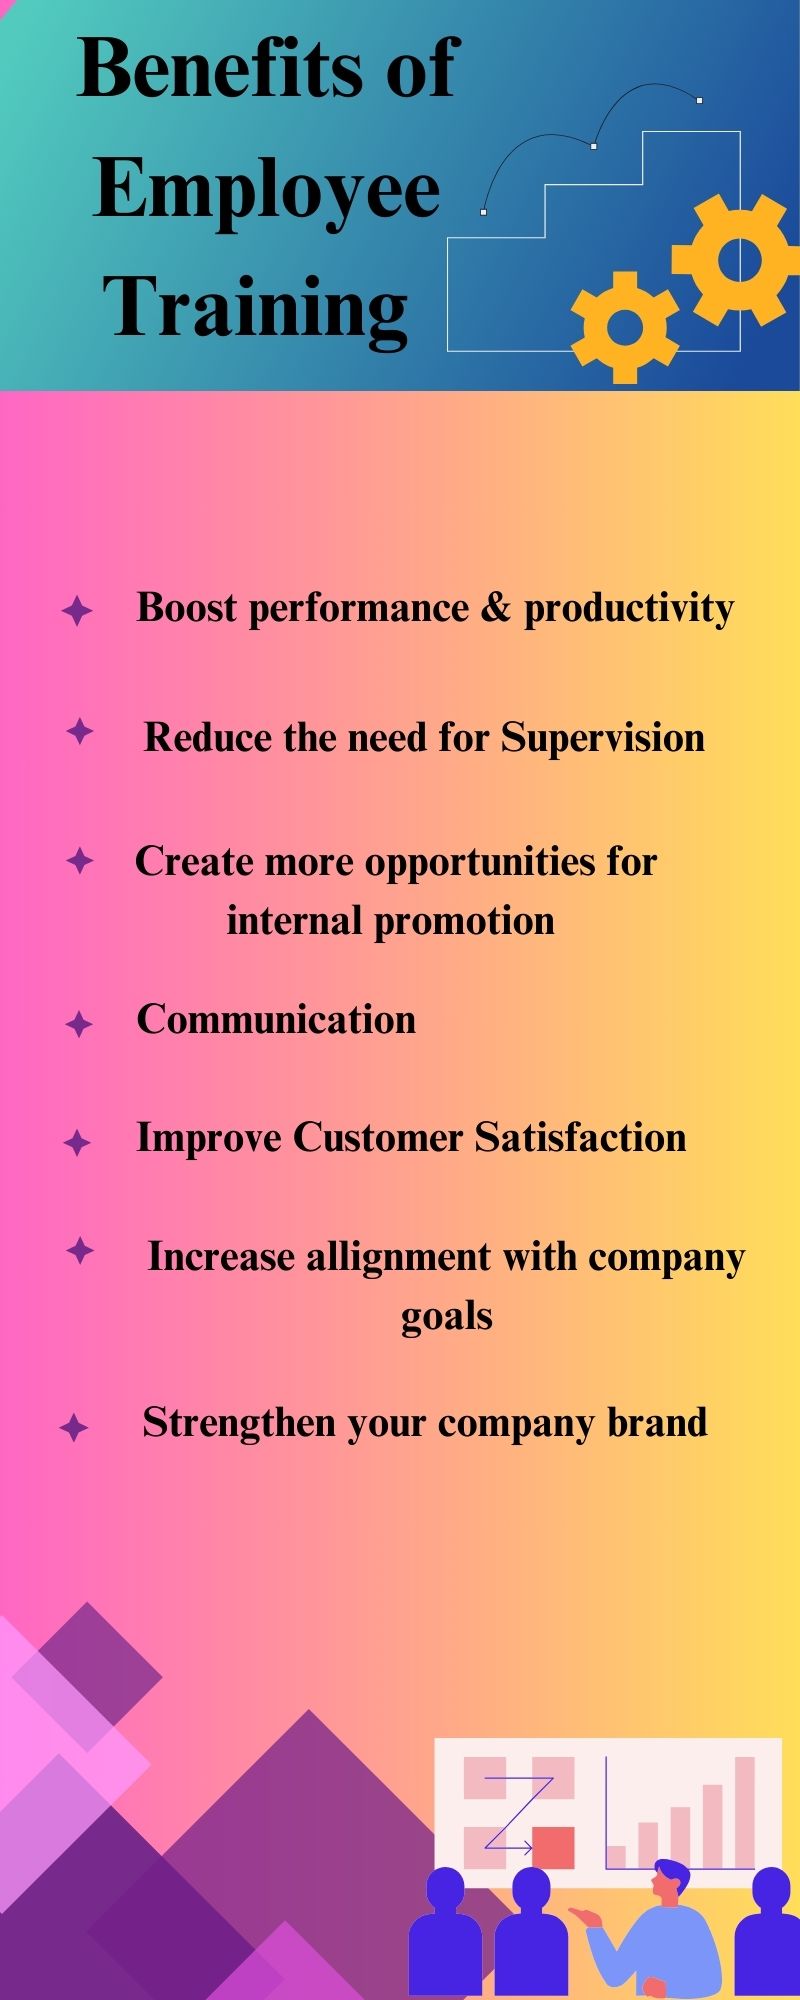 Benefits of
Employee
Training
Boost performance & productivity
Reduce the need for Supervision
Create more opportunities for
internal promotion
Communication
Improve Customer Satisfaction
Increase allignment with company
goals
Strengthen your company brand